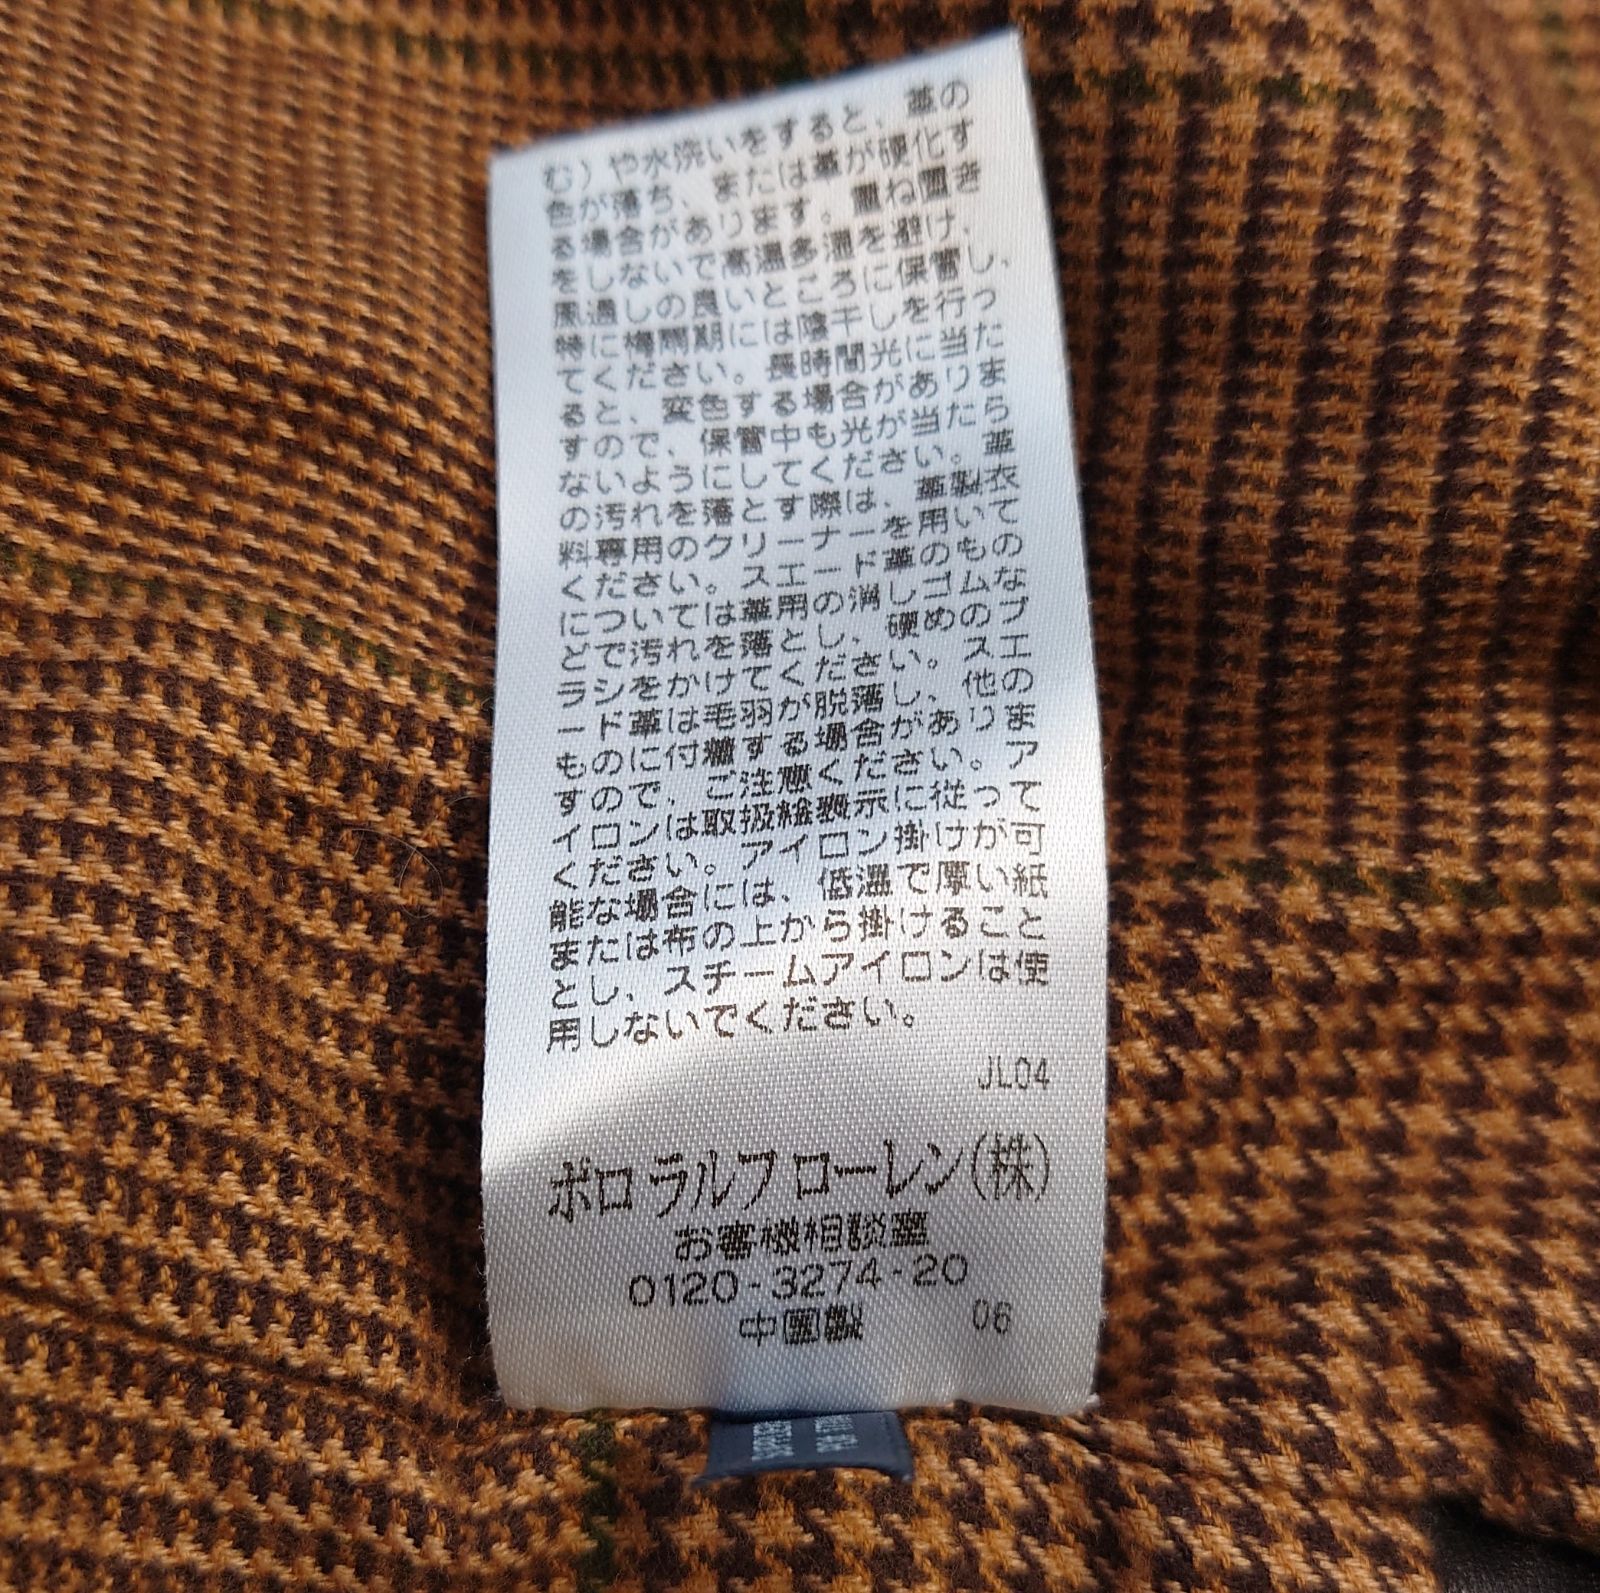 む）や水洗いをすると、革の
色が落ち、または革が硬化す
る場合があります。重ね置き
をしないで高温多湿を避け、
風通しの良いところに保管し、
特に梅雨期には陰干しを行っ
てください。長時間光に当た
ると、変色する場合がありま
すので、保管中も光が当たら
ないようにしてください。革
の汚れを落とす際は、革製衣
料専用のクリーナーを用いて
ください。スエード革のもの
については革用の消しゴムな
どで汚れを落とし、硬めのブ
ラシをかけてください。スエ
ード革は毛羽が脱落し、他の
ものに付着する場合がありま
すので、ご注意ください。ア
イロンは取扱絵表示に従って
ください。アイロン掛けが可
能な場合には、低温で厚い紙
または布の上から掛けること
とし、スチームアイロンは使
用しないでください。
JL04
ポロ ラルフ ローレン(株)
お客様相談室
0120-3274-20
中国製 06